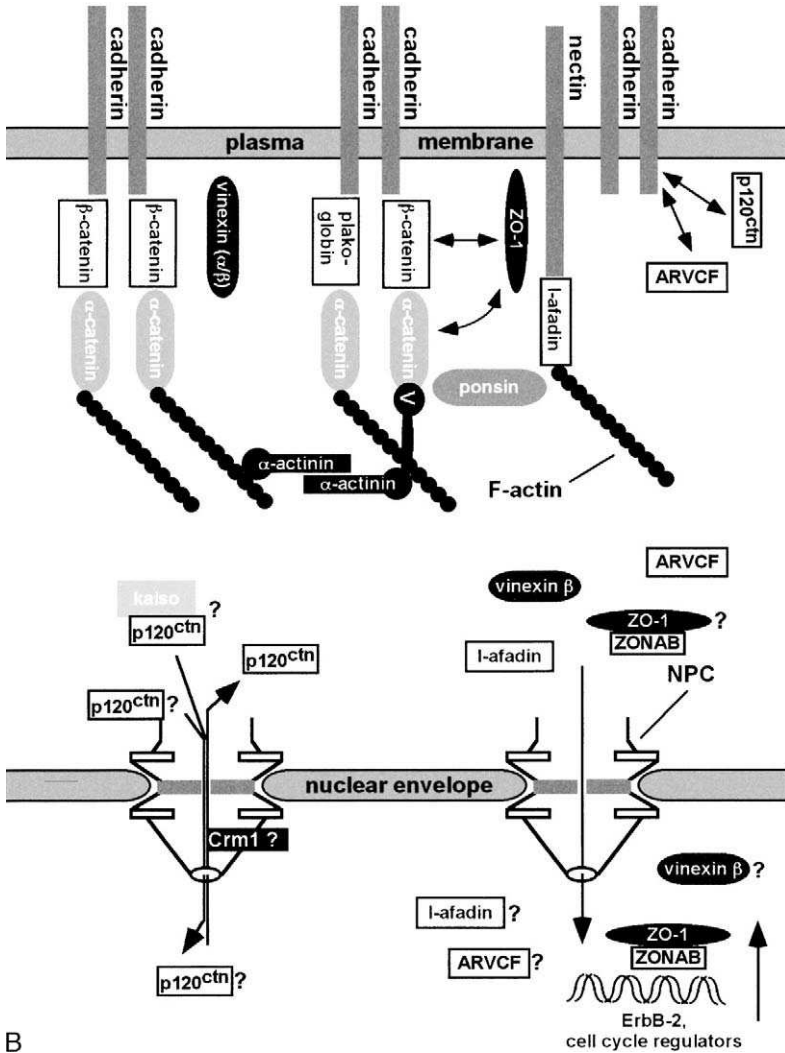 cadherin
cadherin
cadherin
cadherin
nectin
cadherin
cadherin
plasma membrane
β-catenin
β-catenin
vinexin (α/β)
plako-
globin
β-catenin
ZO-1
p120ctn
ARVCF
α-catenin
α-catenin
α-catenin
α-catenin
l-afadin
V
ponsin
α-actinin
α-actinin
F-actin
kaiso
p120ctn ?
p120ctn
p120ctn ?
ARVCF
vinexin β
ZO-1 ?
ZONAB
l-afadin
NPC
nuclear envelope
Crm1 ?
vinexin β ?
l-afadin ?
ZO-1
ZONAB
ARVCF ?
p120ctn ?
ErbB-2,
cell cycle regulators
B